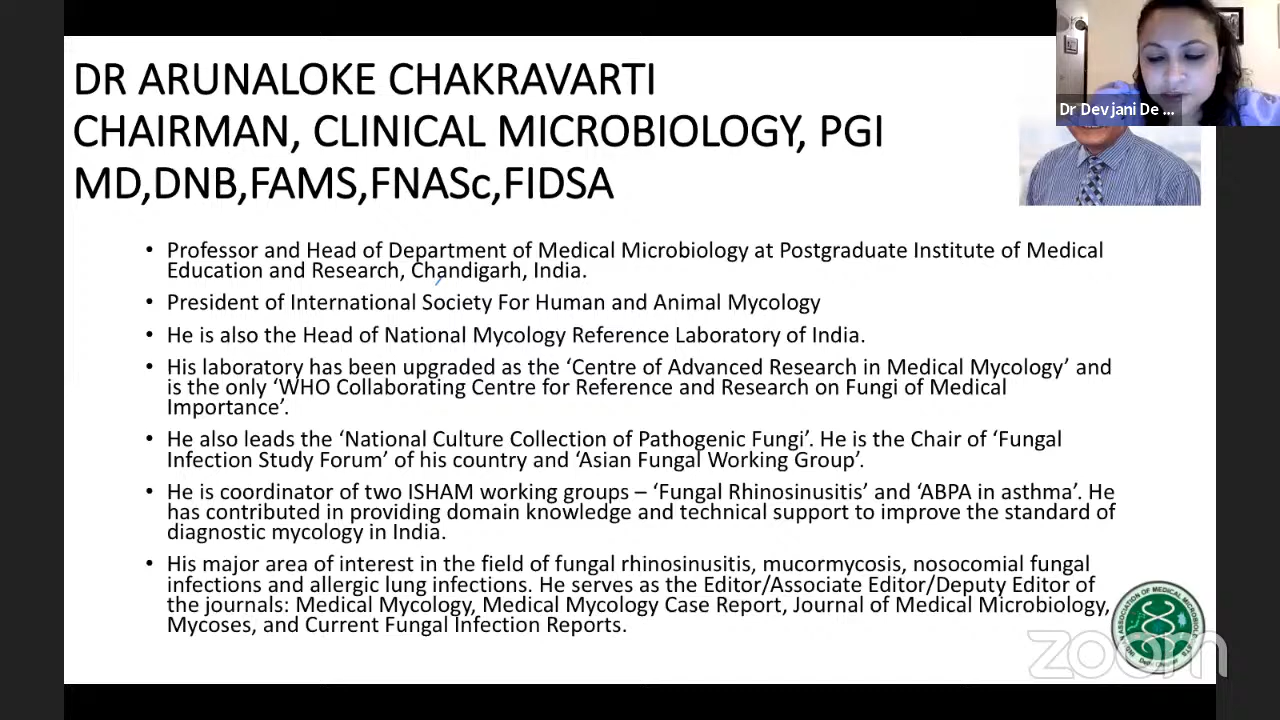 DR ARUNALOKE CHAKRAVARTI
CHAIRMAN, CLINICAL MICROBIOLOGY, PGI
MD,DNB,FAMS,FNASc,FIDSA
Dr Devjani De ...
• Professor and Head of Department of Medical Microbiology at Postgraduate Institute of Medical
Education and Research, Chandigarh, India.
• President of International Society For Human and Animal Mycology
• He is also the Head of National Mycology Reference Laboratory of India.
• His laboratory has been upgraded as the ‘Centre of Advanced Research in Medical Mycology’ and
is the only ‘WHO Collaborating Centre for Reference and Research on Fungi of Medical
Importance’.
• He also leads the ‘National Culture Collection of Pathogenic Fungi’. He is the Chair of ‘Fungal
Infection Study Forum’ of his country and ‘Asian Fungal Working Group’.
• He is coordinator of two ISHAM working groups – ‘Fungal Rhinosinusitis’ and ‘ABPA in asthma’. He
has contributed in providing domain knowledge and technical support to improve the standard of
diagnostic mycology in India.
• His major area of interest in the field of fungal rhinosinusitis, mucormycosis, nosocomial fungal
infections and allergic lung infections. He serves as the Editor/Associate Editor/Deputy Editor of
the journals: Medical Mycology, Medical Mycology Case Report, Journal of Medical Microbiology,
Mycoses, and Current Fungal Infection Reports.
ASSOCIATION OF MEDICAL
zoom